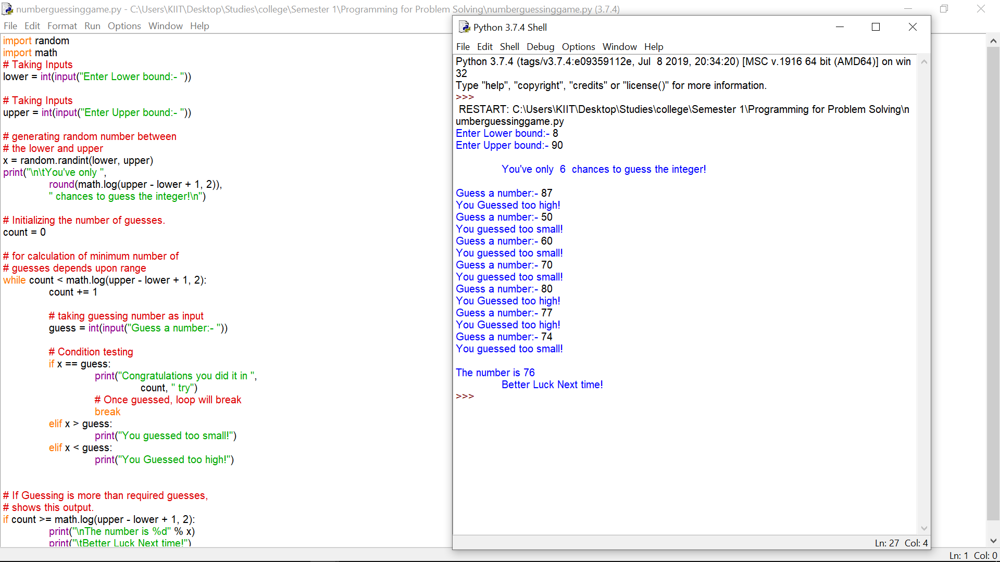 numberguessinggame.py - C:\Users\KIIT\Desktop\Studies\college\Semester 1\Programming for Problem Solving\numberguessinggame.py (3.7.4)
File Edit Format Run Options Window Help
import random
import math
# Taking Inputs
lower = int(input("Enter Lower bound:- "))
# Taking Inputs
upper = int(input("Enter Upper bound:- "))
# generating random number between
# the lower and upper
x = random.randint(lower, upper)
print("\n\tYou've only ",
round(math.log(upper - lower + 1, 2)),
" chances to guess the integer!\n")
# Initializing the number of guesses.
count = 0
# for calculation of minimum number of
# guesses depends upon range
while count < math.log(upper - lower + 1, 2):
count += 1
# taking guessing number as input
guess = int(input("Guess a number:- "))
# Condition testing
if x == guess:
print("Congratulations you did it in ",
count, " try")
# Once guessed, loop will break
break
elif x > guess:
print("You guessed too small!")
elif x < guess:
print("You Guessed too high!")
# If Guessing is more than required guesses,
# shows this output.
if count >= math.log(upper - lower + 1, 2):
print("\nThe number is %d" % x)
print("\tBetter Luck Next time!")
Ln: 1 Col: 0
Python 3.7.4 Shell
File Edit Shell Debug Options Window Help
Python 3.7.4 (tags/v3.7.4:e09359112e, Jul  8 2019, 20:34:20) [MSC v.1916 64 bit (AMD64)] on win
32
Type "help", "copyright", "credits" or "license()" for more information.
>>>
RESTART: C:\Users\KIIT\Desktop\Studies\college\Semester 1\Programming for Problem Solving\n
umberguessinggame.py
Enter Lower bound:- 8
Enter Upper bound:- 90
You've only  6  chances to guess the integer!
Guess a number:- 87
You Guessed too high!
Guess a number:- 50
You guessed too small!
Guess a number:- 60
You guessed too small!
Guess a number:- 70
You guessed too small!
Guess a number:- 80
You Guessed too high!
Guess a number:- 77
You Guessed too high!
Guess a number:- 74
You guessed too small!
The number is 76
Better Luck Next time!
>>>
Ln: 27 Col: 4